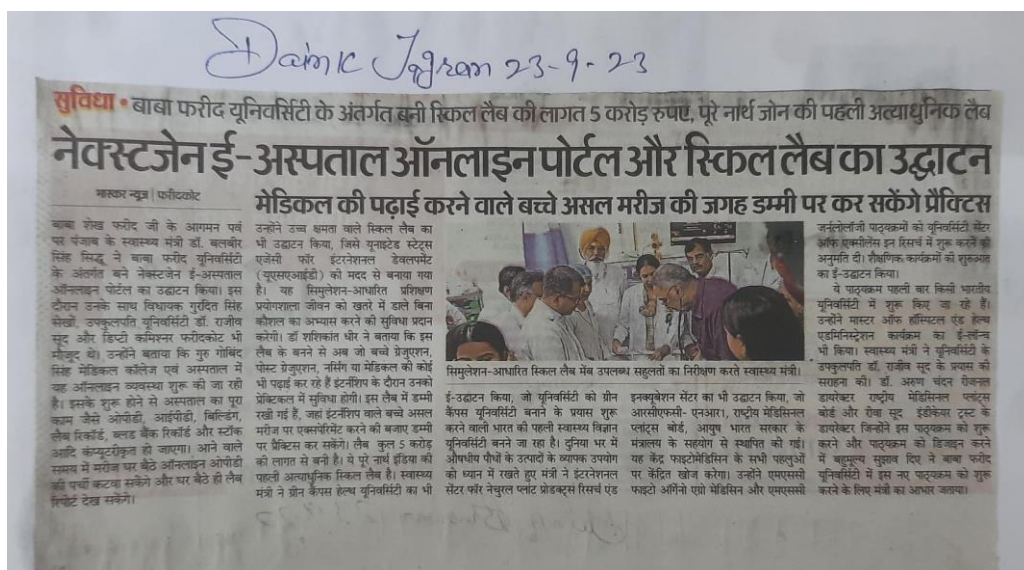 Dainik Jagran 23-9-23
सुविधा • बाबा फरीद यूनिवर्सिटी के अंतर्गत बनी स्किल लैब की लागत 5 करोड़ रुपए, पूरे नार्थ जोन की पहली अत्याधुनिक लैब
नेक्स्टजेन ई-अस्पताल ऑनलाइन पोर्टल और स्किल लैब का उद्घाटन
भास्कर न्यूज | फरीदकोट
मेडिकल की पढ़ाई करने वाले बच्चे असल मरीज की जगह डम्मी पर कर सकेंगे प्रैक्टिस
बाबा शेख फरीद जी के आगमन पर्व
पर पंजाब के स्वास्थ्य मंत्री डॉ. बलबीर
सिंह सिद्धू ने बाबा फरीद यूनिवर्सिटी
के अंतर्गत बने नेक्स्टजेन ई-अस्पताल
ऑनलाइन पोर्टल का उद्घाटन किया। इस
दौरान उनके साथ विधायक गुरदित सिंह
सेखों, उपकुलपति यूनिवर्सिटी डॉ. राजीव
सूद और डिप्टी कमिश्नर फरीदकोट भी
मौजूद थे। उन्होंने बताया कि गुरु गोबिंद
सिंह मेडिकल कॉलेज एवं अस्पताल में
यह ऑनलाइन व्यवस्था शुरू की जा रही
है। इसके शुरू होने से अस्पताल का पूरा
काम जैसे ओपीडी, आईपीडी, बिल्डिंग,
लैब रिकॉर्ड, ब्लड बैंक रिकॉर्ड और स्टॉक
आदि कंप्यूटरीकृत हो जाएगा। आने वाले
समय में मरीज घर बैठे ऑनलाइन ओपीडी
की पर्ची कटवा सकेंगे और घर बैठे ही लैब
रिपोर्ट देख सकेंगे।
उन्होंने उच्च क्षमता वाले स्किल लैब का
भी उद्घाटन किया, जिसे यूनाइटेड स्टेट्स
एजेंसी फॉर इंटरनेशनल डेवलपमेंट
(यूएसएआईडी) की मदद से बनाया गया
है। यह सिमुलेशन-आधारित प्रशिक्षण
प्रयोगशाला जीवन को खतरे में डाले बिना
कौशल का अभ्यास करने की सुविधा प्रदान
करेगी। डॉ शशिकांत धीर ने बताया कि इस
लैब के बनने से अब जो बच्चे ग्रेजुएशन,
पोस्ट ग्रेजुएशन, नर्सिंग या मेडिकल की कोई
भी पढ़ाई कर रहे हैं इंटर्नशिप के दौरान उनको
प्रैक्टिकल में सुविधा होगी। इस लैब में डम्मी
रखी गई हैं, जहां इंटर्नशिप वाले बच्चे असल
मरीज पर एक्सपेरिमेंट करने की बजाए डम्मी
पर प्रैक्टिस कर सकेंगे। लैब कुल 5 करोड़
की लागत से बनी है। ये पूरे नार्थ इंडिया की
पहली अत्याधुनिक स्किल लैब है। स्वास्थ्य
मंत्री ने ग्रीन कैंपस हेल्थ यूनिवर्सिटी का भी
सिमुलेशन-आधारित स्किल लैब मेंब उपलब्ध सहूलतों का निरीक्षण करते स्वास्थ्य मंत्री।
ई-उद्घाटन किया, जो यूनिवर्सिटी को ग्रीन
कैंपस यूनिवर्सिटी बनाने के प्रयास शुरू
करने वाली भारत की पहली स्वास्थ्य विज्ञान
यूनिवर्सिटी बनने जा रहा है। दुनिया भर में
औषधीय पौधों के उत्पादों के व्यापक उपयोग
को ध्यान में रखते हुए मंत्री ने इंटरनेशनल
सेंटर फॉर नेचुरल प्लांट प्रोडक्ट्स रिसर्च एंड
इनक्यूबेशन सेंटर का भी उद्घाटन किया, जो
आरसीएफसी- एनआर1, राष्ट्रीय मेडिसिनल
प्लांट्स बोर्ड, आयुष भारत सरकार के
मंत्रालय के सहयोग से स्थापित की गई।
यह केंद्र फाइटोमेडिसिन के सभी पहलुओं
पर केंद्रित खोज करेगा। उन्होंने एमएससी
फाइटो ऑर्गेनो एग्रो मेडिसिन और एमएससी
जर्नलोलॉजी पाठ्यक्रमों को यूनिवर्सिटी सेंटर
ऑफ एक्सीलेंस इन रिसर्च में शुरू करने की
अनुमति दी। शैक्षणिक कार्यक्रमों की शुरूआत
का ई-उद्घाटन किया।
ये पाठ्यक्रम पहली बार किसी भारतीय
यूनिवर्सिटी में शुरू किए जा रहे हैं।
उन्होंने मास्टर ऑफ हॉस्पिटल एंड हेल्थ
एडमिनिस्ट्रेशन कार्यक्रम का ई-लॉन्च
भी किया। स्वास्थ्य मंत्री ने यूनिवर्सिटी के
उपकुलपति डॉ. राजीव सूद के प्रयास की
सराहना की। डॉ. अरुण चंदन रीजनल
डायरेक्टर राष्ट्रीय मेडिसिनल प्लांट्स
बोर्ड और रीवा सूद इंडीकेयर ट्रस्ट के
डायरेक्टर जिन्होंने इस पाठ्यक्रम को शुरू
करने और पाठ्यक्रम को डिजाइन करने
में बहुमूल्य सुझाव दिए ने बाबा फरीद
यूनिवर्सिटी में इस नए पाठ्यक्रम को शुरू
करने के लिए मंत्री का आभार जताया।